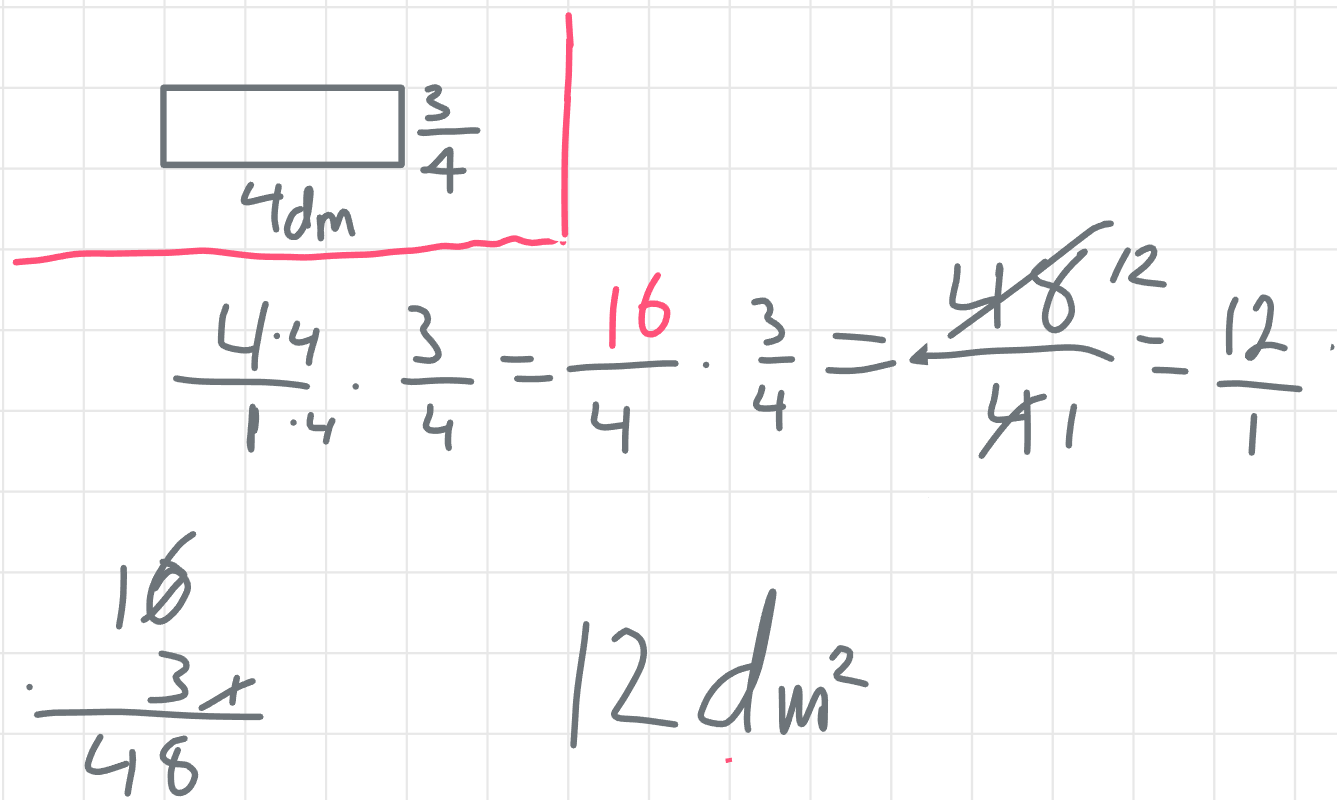 3/4
4dm
4·4/1·4 · 3/4 = 16/4 · 3/4 = 48 12/4 1 = 12/1 .
16
· 3 x
48
12 dm²